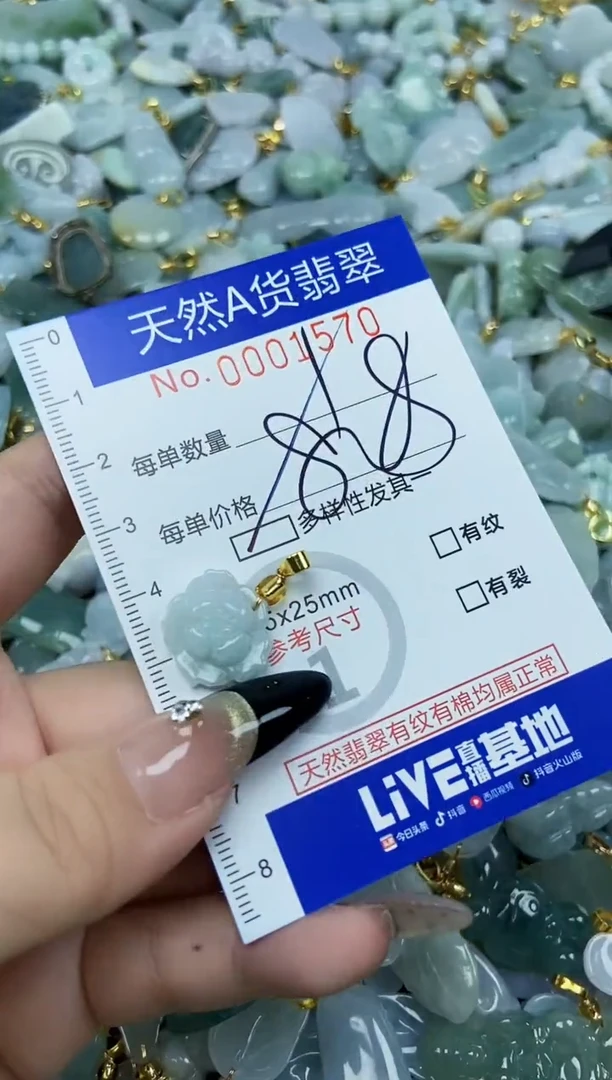 天然A货翡翠
No.0001570
0
1
2
3
4
7
8
每单数量
每单价格
多样性发其一
有纹
有裂
5x25mm
参考尺寸
1
天然翡翠有纹有棉均属正常
LiVE直播基地
今日头条 抖音 西瓜视频 抖音火山版